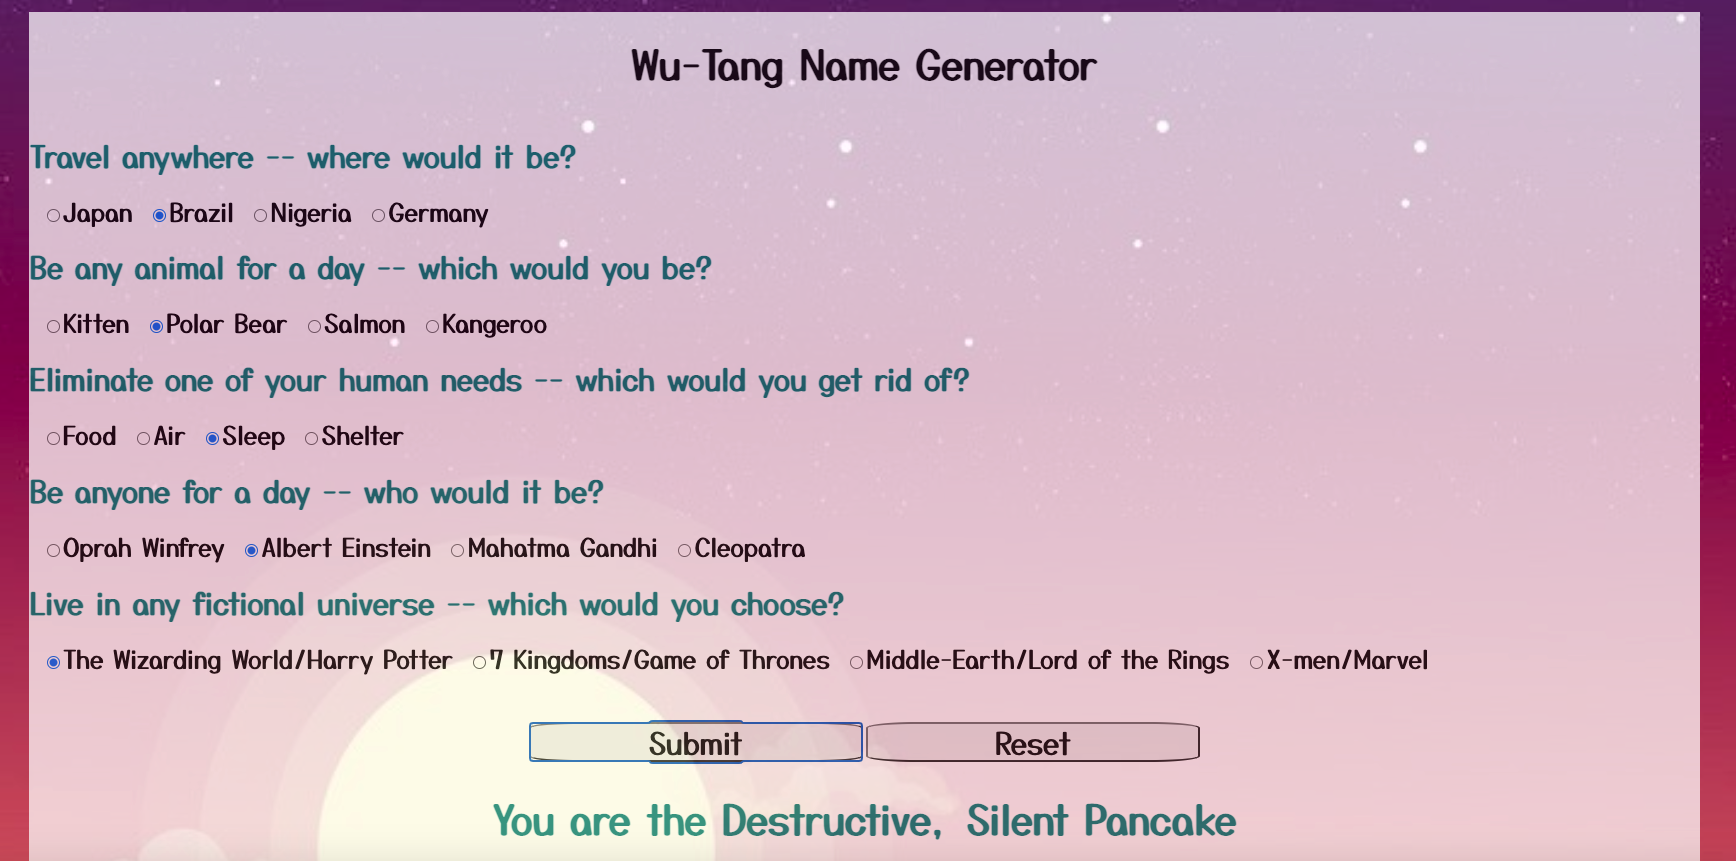 Wu-Tang Name Generator
Travel anywhere -- where would it be?
Japan Brazil Nigeria Germany
Be any animal for a day -- which would you be?
Kitten Polar Bear Salmon Kangeroo
Eliminate one of your human needs -- which would you get rid of?
Food Air Sleep Shelter
Be anyone for a day -- who would it be?
Oprah Winfrey Albert Einstein Mahatma Gandhi Cleopatra
Live in any fictional universe -- which would you choose?
The Wizarding World/Harry Potter 7 Kingdoms/Game of Thrones Middle-Earth/Lord of the Rings X-men/Marvel
Submit Reset
You are the Destructive, Silent Pancake